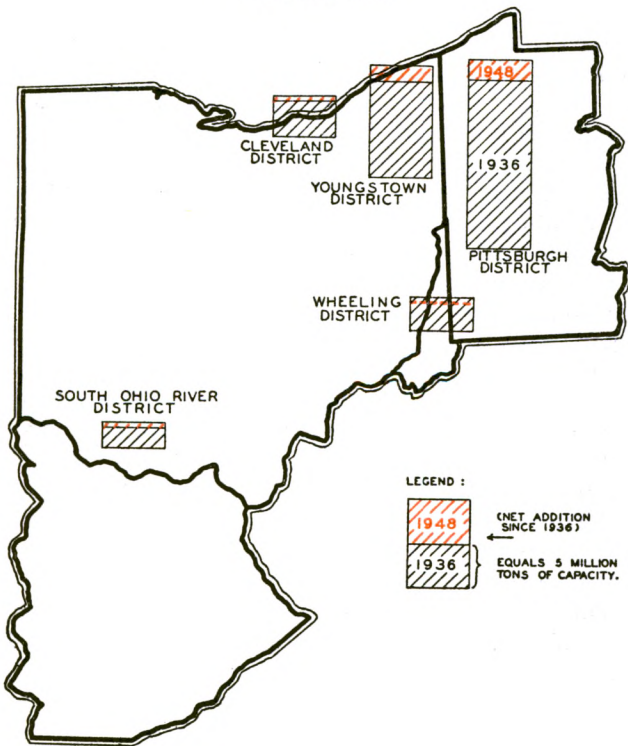 1948
1936
CLEVELAND
DISTRICT
YOUNGSTOWN
DISTRICT
PITTSBURGH
DISTRICT
WHEELING
DISTRICT
SOUTH OHIO RIVER
DISTRICT
LEGEND :
1948
(NET ADDITION
SINCE 1936)
1936
EQUALS 5 MILLION
TONS OF CAPACITY.